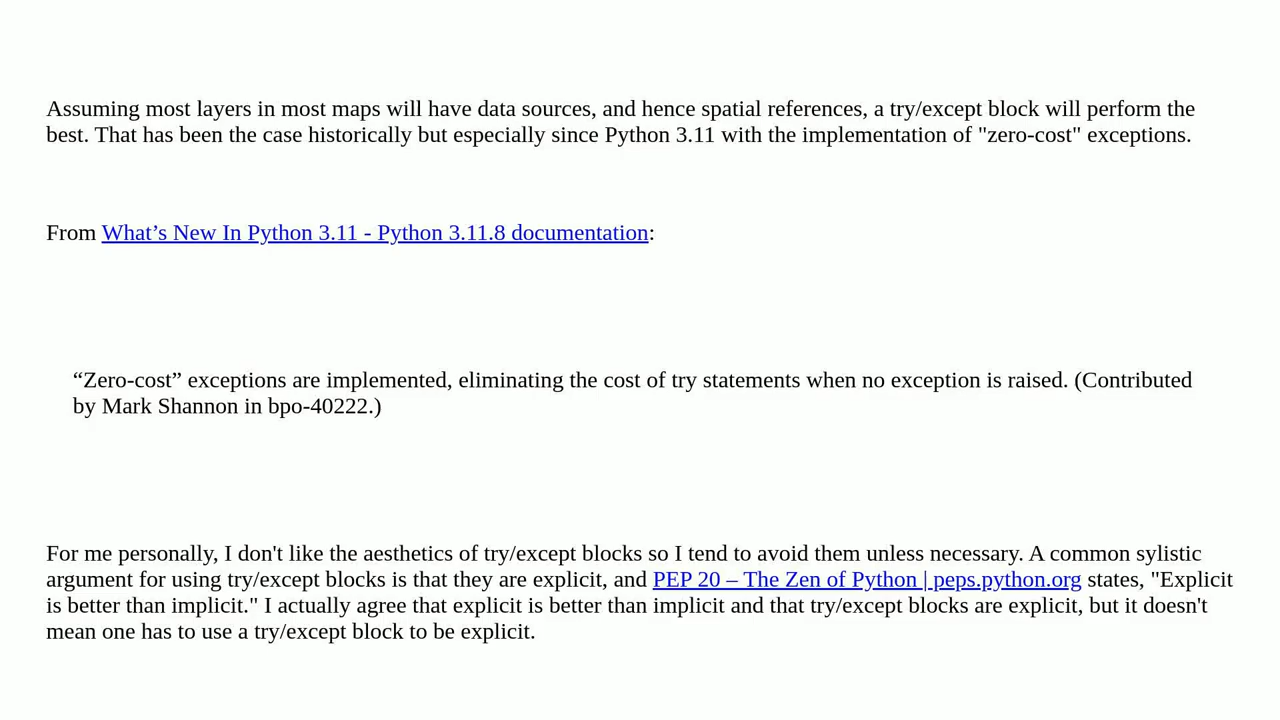 Assuming most layers in most maps will have data sources, and hence spatial references, a try/except block will perform the
best. That has been the case historically but especially since Python 3.11 with the implementation of "zero-cost" exceptions.
From What’s New In Python 3.11 - Python 3.11.8 documentation:
“Zero-cost” exceptions are implemented, eliminating the cost of try statements when no exception is raised. (Contributed
by Mark Shannon in bpo-40222.)
For me personally, I don't like the aesthetics of try/except blocks so I tend to avoid them unless necessary. A common sylistic
argument for using try/except blocks is that they are explicit, and PEP 20 – The Zen of Python | peps.python.org states, "Explicit
is better than implicit." I actually agree that explicit is better than implicit and that try/except blocks are explicit, but it doesn't
mean one has to use a try/except block to be explicit.